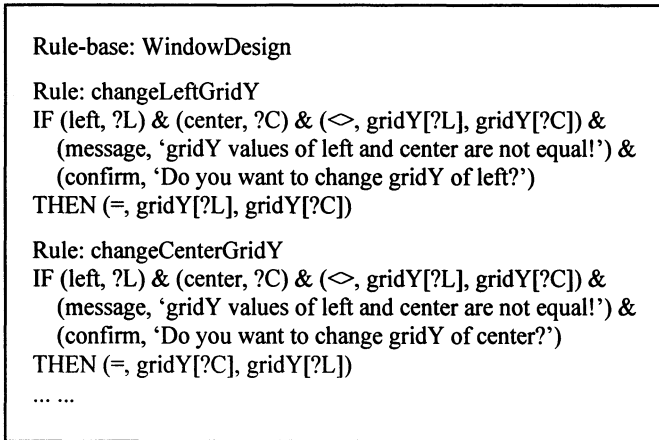 Rule-base: WindowDesign
Rule: changeLeftGridY
IF (left, ?L) & (center, ?C) & (<>, gridY[?L], gridY[?C]) &
(message, ‘gridY values of left and center are not equal!’) &
(confirm, ‘Do you want to change gridY of left?’)
THEN (=, gridY[?L], gridY[?C])
Rule: changeCenterGridY
IF (left, ?L) & (center, ?C) & (<>, gridY[?L], gridY[?C]) &
(message, ‘gridY values of left and center are not equal!’) &
(confirm, ‘Do you want to change gridY of center?’)
THEN (=, gridY[?C], gridY[?L])
... ...